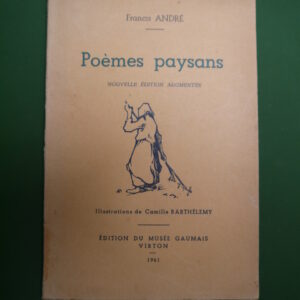 Francis ANDRÉ
Poèmes paysans
NOUVELLE ÉDITION AUGMENTÉE
Illustrations de Camille BARTHÉLEMY
ÉDITION DU MUSÉE GAUMAIS
VIRTON
1961